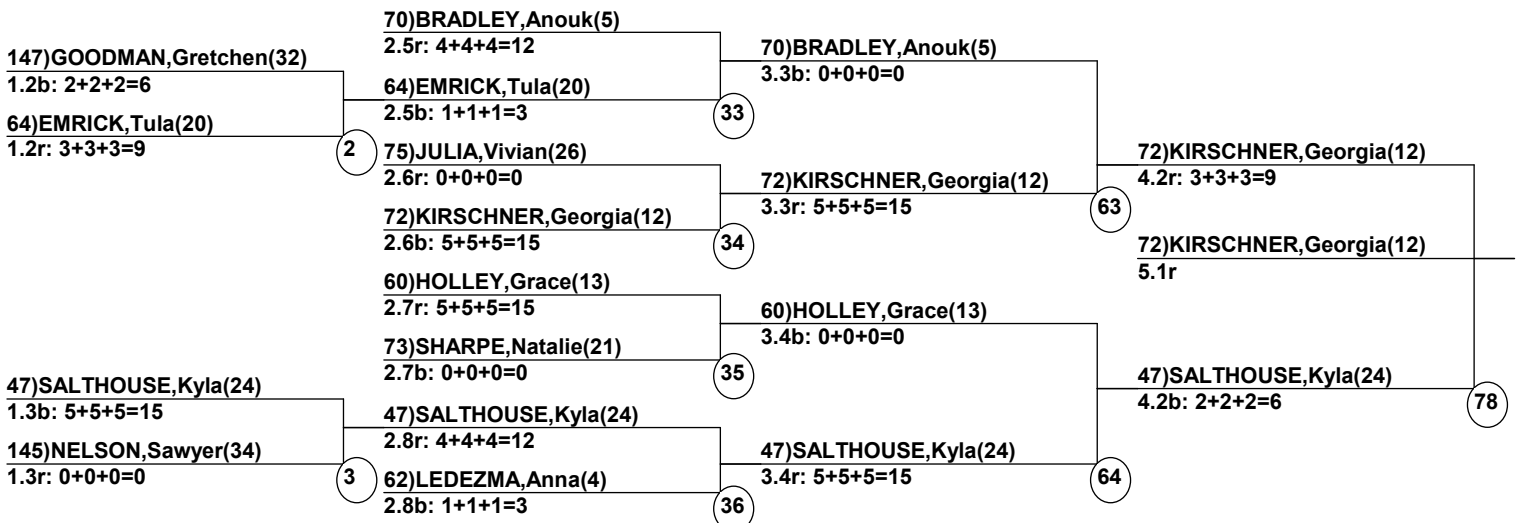 147)GOODMAN,Gretchen(32)
1.2b: 2+2+2=6
64)EMRICK,Tula(20)
1.2r: 3+3+3=9
2
47)SALTHOUSE,Kyla(24)
1.3b: 5+5+5=15
145)NELSON,Sawyer(34)
1.3r: 0+0+0=0
3
70)BRADLEY,Anouk(5)
2.5r: 4+4+4=12
64)EMRICK,Tula(20)
2.5b: 1+1+1=3
33
75)JULIA,Vivian(26)
2.6r: 0+0+0=0
72)KIRSCHNER,Georgia(12)
2.6b: 5+5+5=15
34
60)HOLLEY,Grace(13)
2.7r: 5+5+5=15
73)SHARPE,Natalie(21)
2.7b: 0+0+0=0
35
47)SALTHOUSE,Kyla(24)
2.8r: 4+4+4=12
62)LEDEZMA,Anna(4)
2.8b: 1+1+1=3
36
70)BRADLEY,Anouk(5)
3.3b: 0+0+0=0
72)KIRSCHNER,Georgia(12)
3.3r: 5+5+5=15
63
60)HOLLEY,Grace(13)
3.4b: 0+0+0=0
47)SALTHOUSE,Kyla(24)
3.4r: 5+5+5=15
64
72)KIRSCHNER,Georgia(12)
4.2r: 3+3+3=9
72)KIRSCHNER,Georgia(12)
5.1r
47)SALTHOUSE,Kyla(24)
4.2b: 2+2+2=6
78